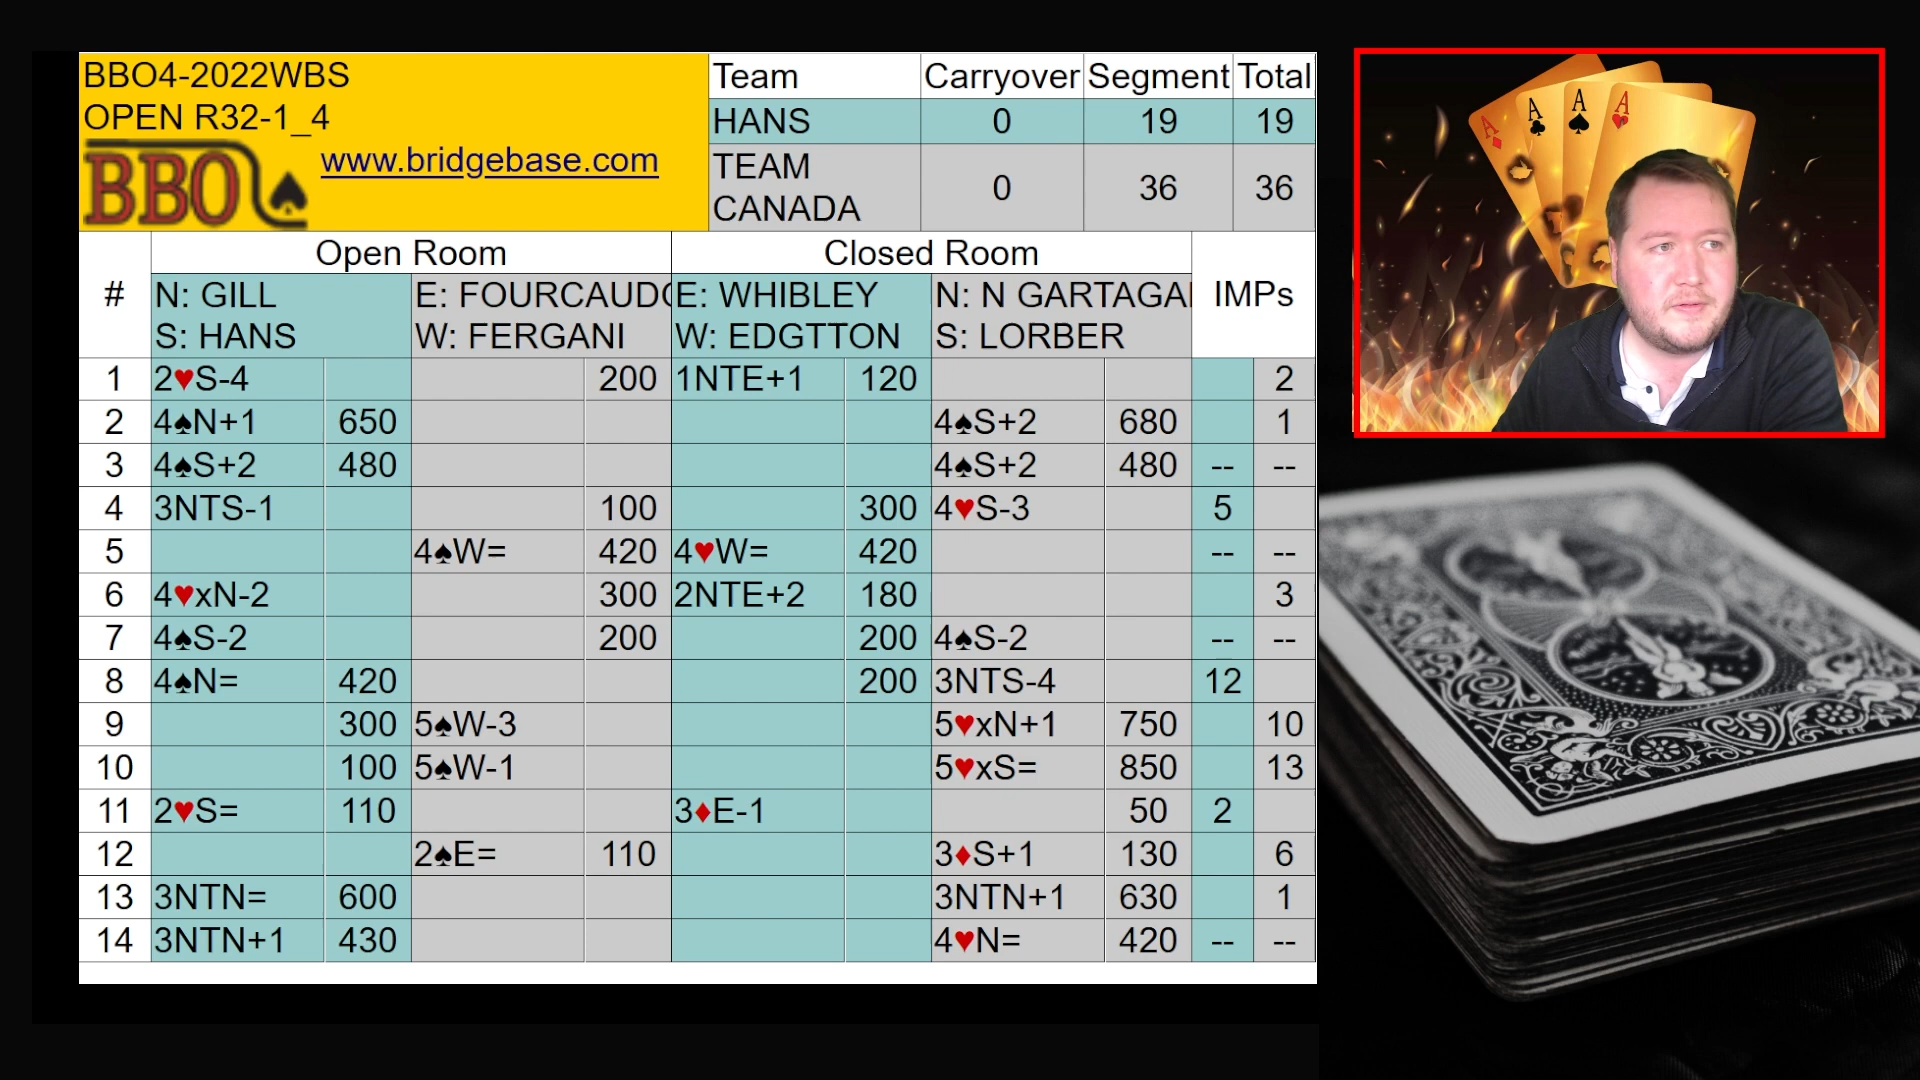 BBO4-2022WBS
OPEN R32-1_4
BBO www.bridgebase.com
Team Carryover Segment Total
HANS 0 19 19
TEAM CANADA 0 36 36
Open Room Closed Room
# IMPs
N: GILL E: FOURCAUD E: WHIBLEY N: N GARTAGA
S: HANS W: FERGANI W: EDGTTON S: LORBER
1 2♥S-4 200 1NTE+1 120 2
2 4♠N+1 650 4♠S+2 680 1
3 4♠S+2 480 4♠S+2 480 -- --
4 3NTS-1 100 300 4♥S-3 5
5 4♠W= 420 4♥W= 420 -- --
6 4♥xN-2 300 2NTE+2 180 3
7 4♠S-2 200 200 4♠S-2 -- --
8 4♠N= 420 200 3NTS-4 12
9 300 5♠W-3 5♥xN+1 750 10
10 100 5♠W-1 5♥xS= 850 13
11 2♥S= 110 3♦E-1 50 2
12 2♠E= 110 3♦S+1 130 6
13 3NTN= 600 3NTN+1 630 1
14 3NTN+1 430 4♥N= 420 -- --
A A A A